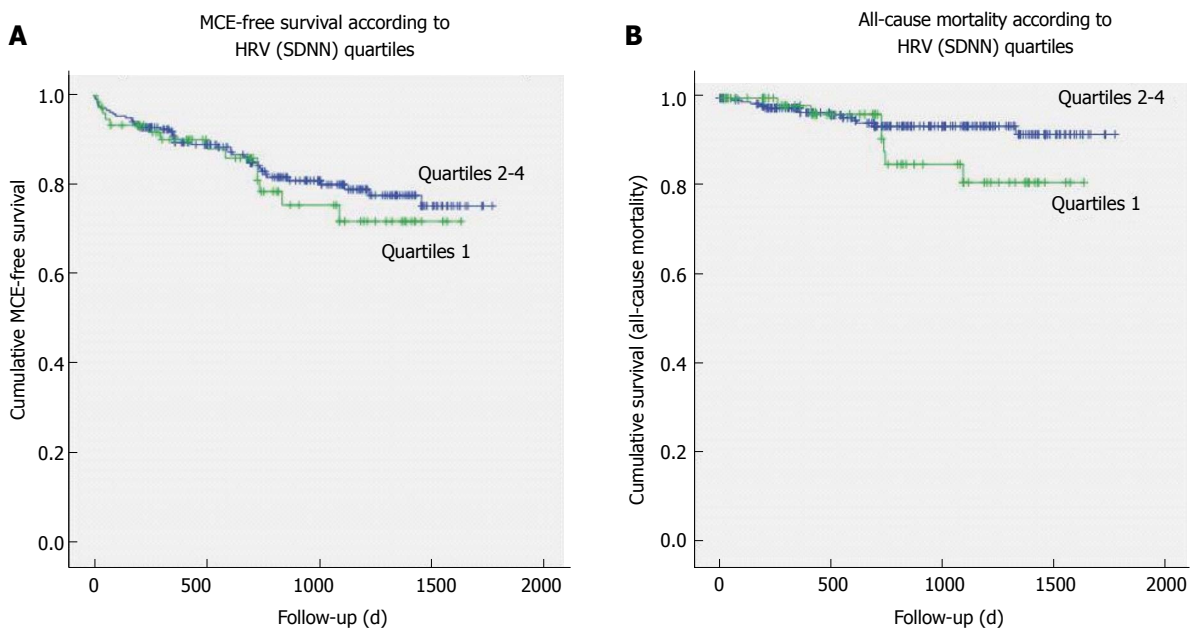 A
MCE-free survival according to
HRV (SDNN) quartiles
Cumulative MCE-free survival
1.0
0.8
0.6
0.4
0.2
0.0
Quartiles 2-4
Quartiles 1
0 500 1000 1500 2000
Follow-up (d)
B
All-cause mortality according to
HRV (SDNN) quartiles
Cumulative survival (all-cause mortality)
1.0
0.8
0.6
0.4
0.2
0.0
Quartiles 2-4
Quartiles 1
0 500 1000 1500 2000
Follow-up (d)